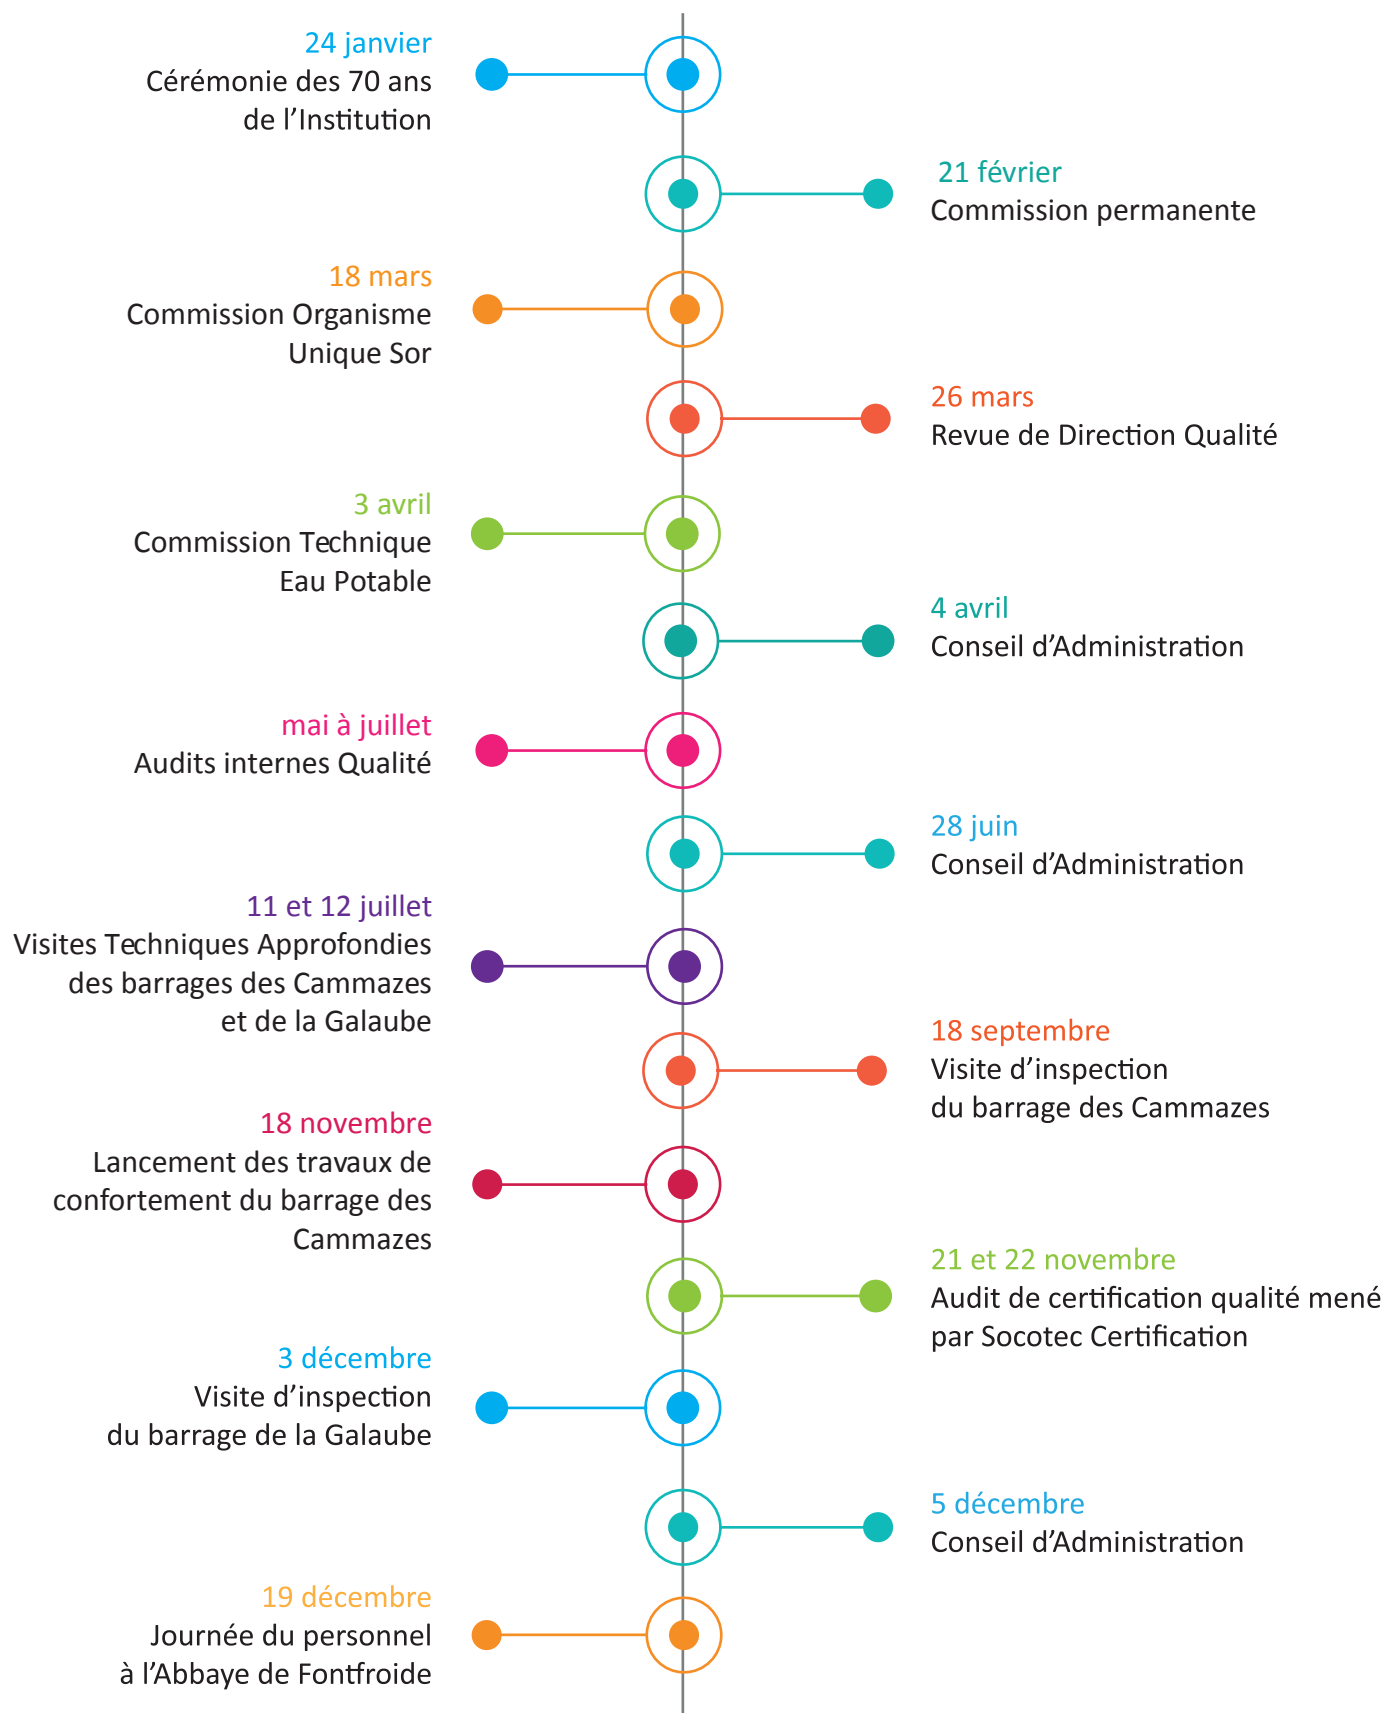 24 janvier
Cérémonie des 70 ans
de l'Institution
21 février
Commission permanente
18 mars
Commission Organisme
Unique Sor
26 mars
Revue de Direction Qualité
3 avril
Commission Technique
Eau Potable
4 avril
Conseil d'Administration
mai à juillet
Audits internes Qualité
28 juin
Conseil d'Administration
11 et 12 juillet
Visites Techniques Approfondies
des barrages des Cammazes
et de la Galaube
18 septembre
Visite d'inspection
du barrage des Cammazes
18 novembre
Lancement des travaux de
confortement du barrage des
Cammazes
21 et 22 novembre
Audit de certification qualité mené
par Socotec Certification
3 décembre
Visite d'inspection
du barrage de la Galaube
5 décembre
Conseil d'Administration
19 décembre
Journée du personnel
à l'Abbaye de Fontfroide